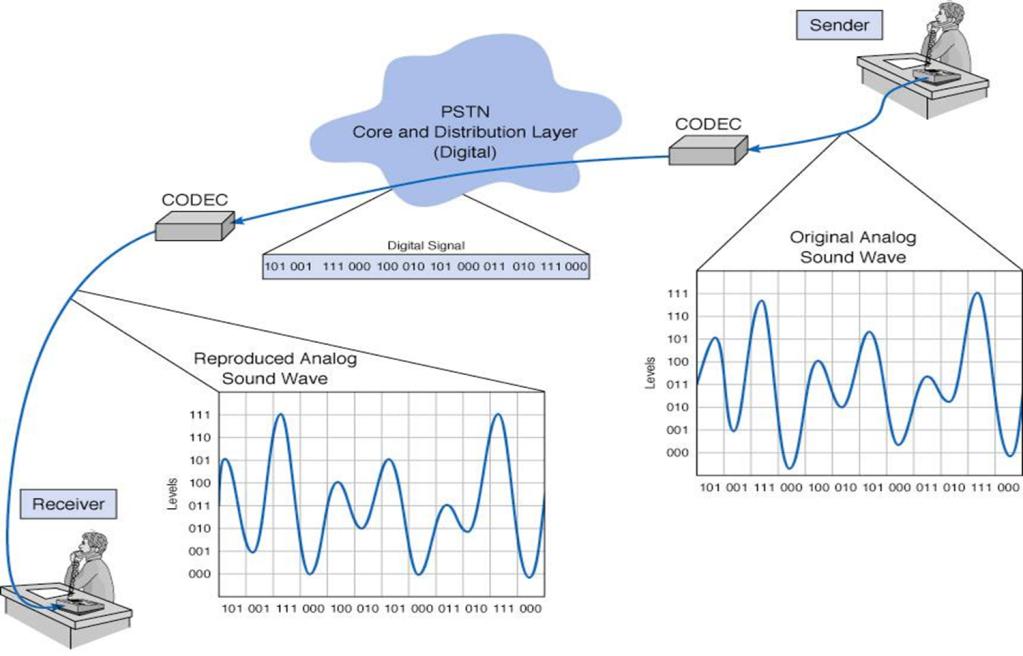 Sender
PSTN
Core and Distribution Layer
(Digital)
CODEC
CODEC
Digital Signal
101 001 111 000 100 010 101 000 011 010 111 000
Original Analog
Sound Wave
111
110
101
100
011
010
001
000
Levels
101 001 111 000 100 010 101 000 011 010 111 000
Reproduced Analog
Sound Wave
111
110
101
100
011
010
001
000
Levels
101 001 111 000 100 010 101 000 011 010 111 000
Receiver